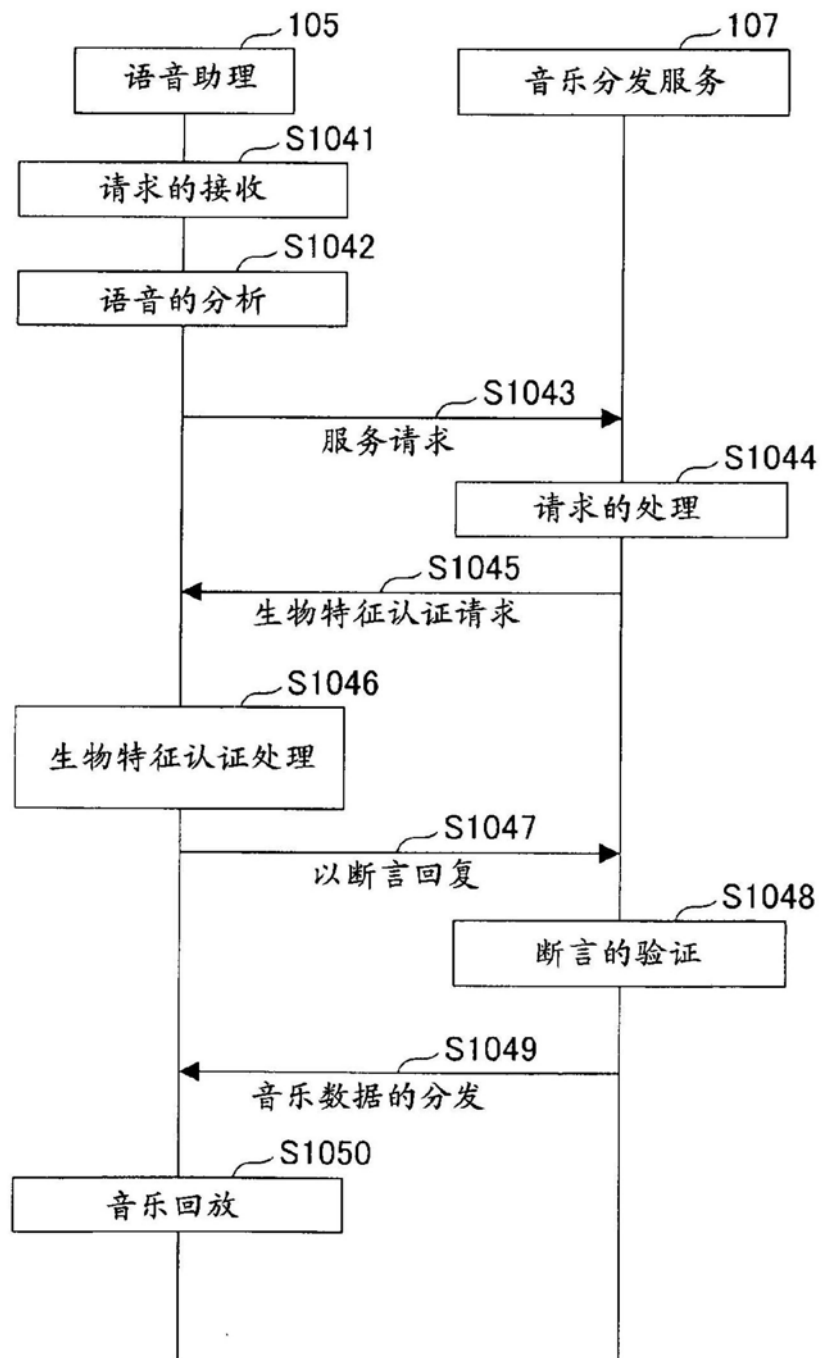 105
107
语音助理
音乐分发服务
S1041
请求的接收
S1042
语音的分析
S1043
服务请求
S1044
请求的处理
S1045
生物特征认证请求
S1046
生物特征认证处理
S1047
以断言回复
S1048
断言的验证
S1049
音乐数据的分发
S1050
音乐回放